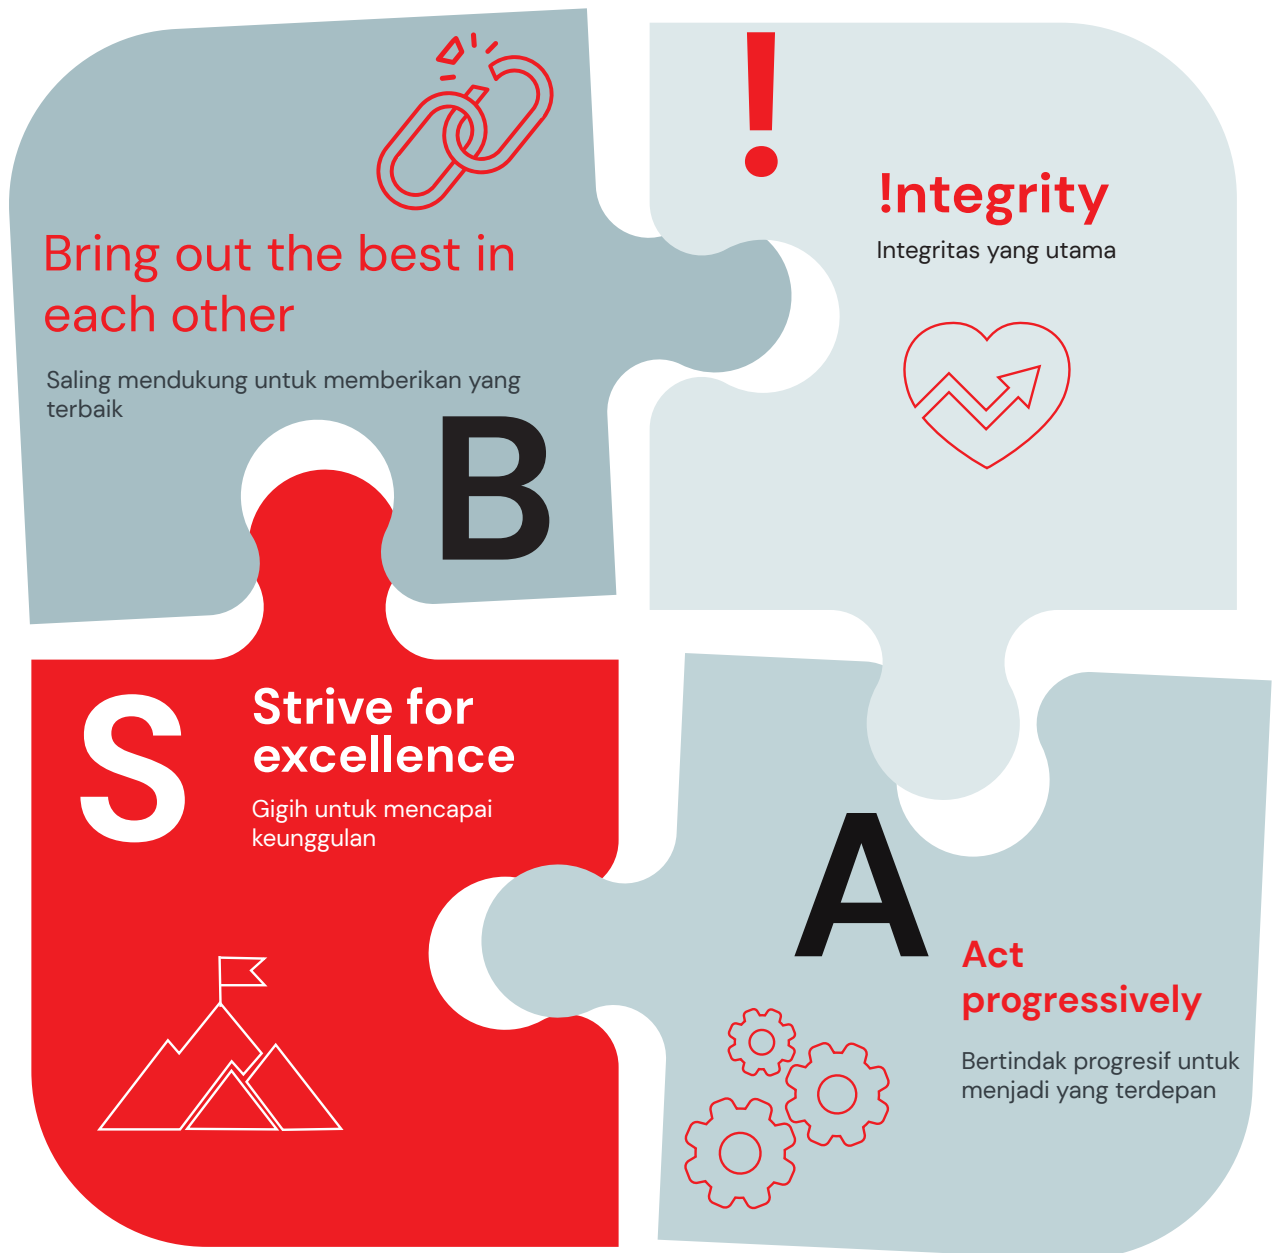 Bring out the best in
each other
Saling mendukung untuk memberikan yang
terbaik
B
!
!ntegrity
Integritas yang utama
S
Strive for
excellence
Gigih untuk mencapai
keunggulan
A
Act
progressively
Bertindak progresif untuk
menjadi yang terdepan